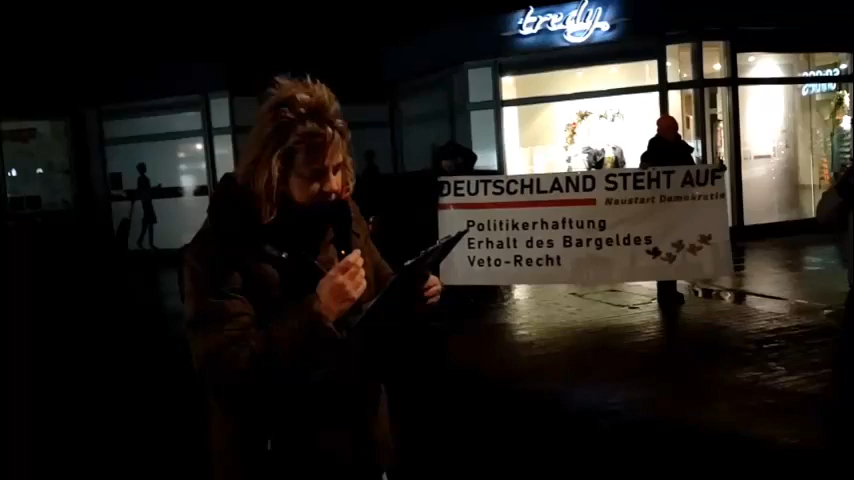 tredy
DEUTSCHLAND STEHT AUF
Neustart Demokratie
Politikerhaftung
Erhalt des Bargeldes
Veto-Recht